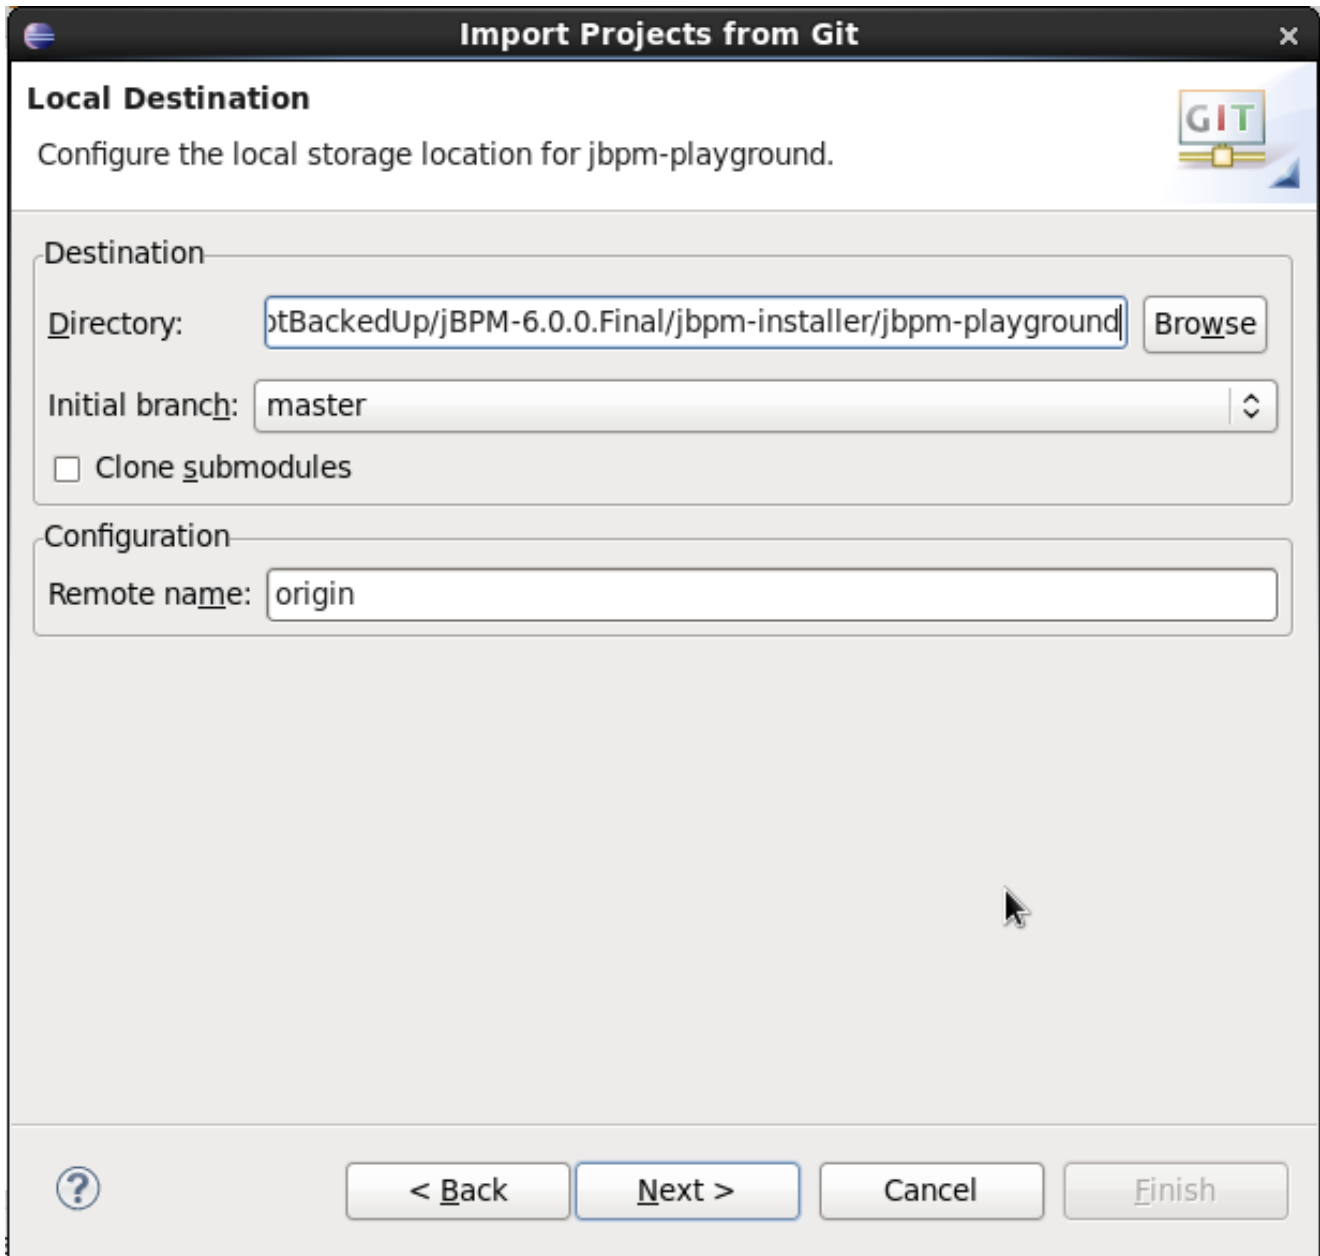 Import Projects from Git
Local Destination
Configure the local storage location for jbpm-playground.
GIT
Destination
Directory: otBackedUp/jBPM-6.0.0.Final/jbpm-installer/jbpm-playground Browse
Initial branch: master
Clone submodules
Configuration
Remote name: origin
? < Back Next > Cancel Finish